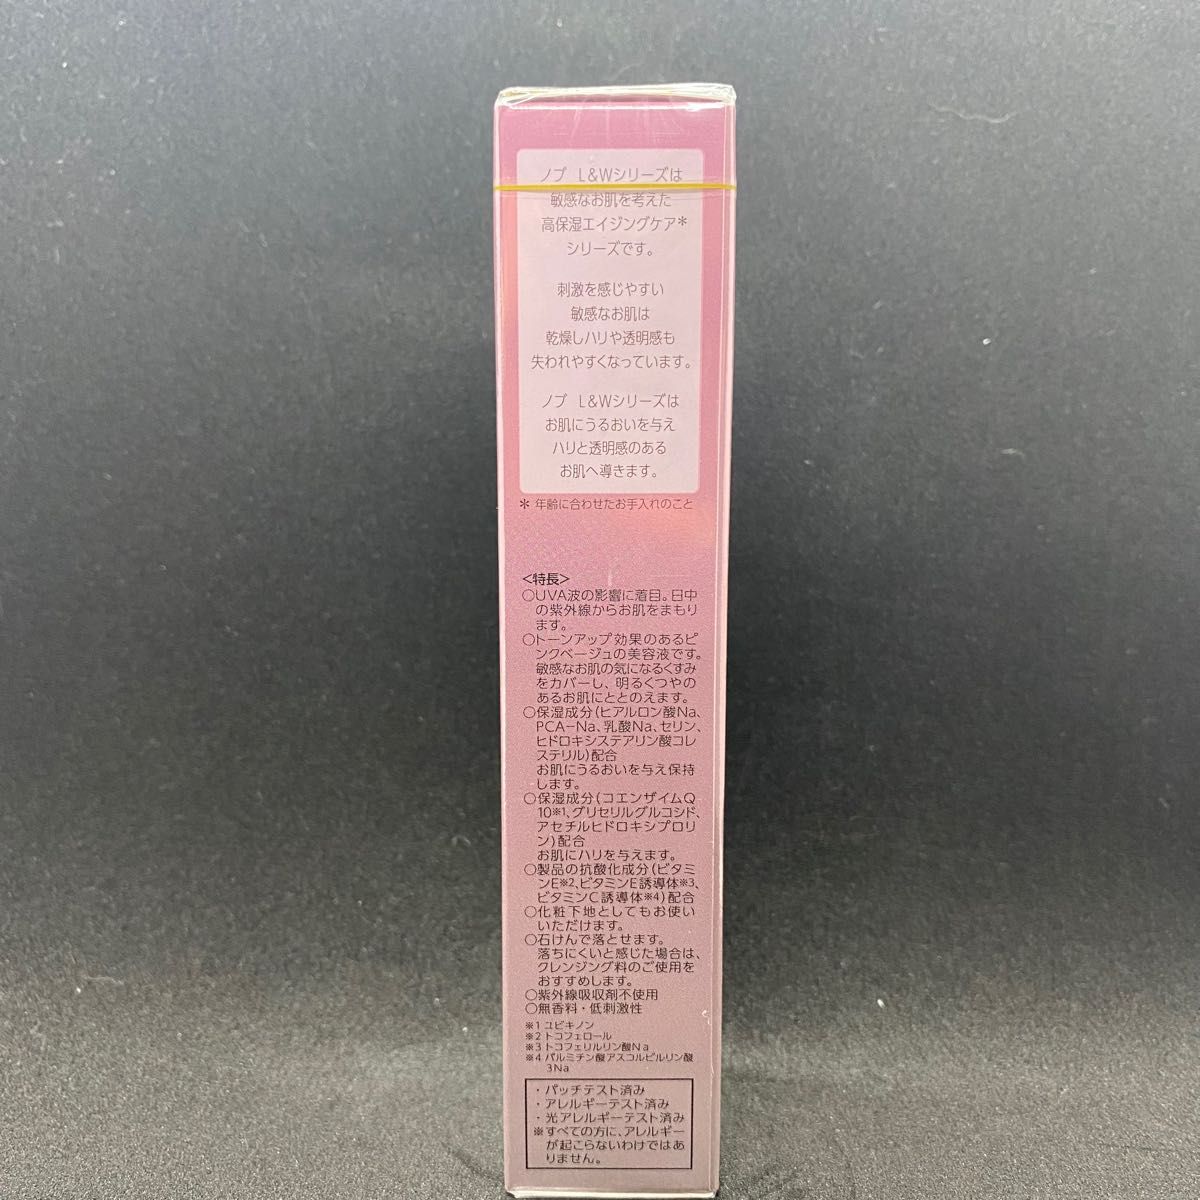 ノブ L&Wシリーズは
敏感なお肌を考えた
高保湿エイジングケア*
シリーズです。
刺激を感じやすい
敏感なお肌は
乾燥しハリや透明感も
失われやすくなっています。
ノブ L&Wシリーズは
お肌にうるおいを与え
ハリと透明感のある
お肌へ導きます。
* 年齢に合わせたお手入れのこと
<特長>
○UVA波の影響に着目。日中
の紫外線からお肌をまもり
ます。
○トーンアップ効果のあるピ
ンクベージュの美容液です。
敏感なお肌の気になるくすみ
をカバーし、明るくつやの
あるお肌にととのえます。
○保湿成分(ヒアルロン酸Na、
PCA-Na、乳酸Na、セリン、
ヒドロキシステアリン酸コレ
ステリル)配合
お肌にうるおいを与え保持
します。
○保湿成分(コエンザイムQ
10※1、グリセリルグルコシド、
アセチルヒドロキシプロリ
ン)配合
お肌にハリを与えます。
○製品の抗酸化成分(ビタミ
ンE※2、ビタミンE誘導体※3、
ビタミンC誘導体※4)配合
○化粧下地としてもお使い
いただけます。
○石けんで落とせます。
落ちにくいと感じた場合は、
クレンジング料のご使用を
おすすめします。
○紫外線吸収剤不使用
○無香料・低刺激性
※1 ユビキノン
※2 トコフェロール
※3 トコフェリルリン酸Na
※4 パルミチン酸アスコルビルリン酸
3Na
・パッチテスト済み
・アレルギーテスト済み
・光アレルギーテスト済み
※すべての方に、アレルギー
が起こらないわけではあ
りません。